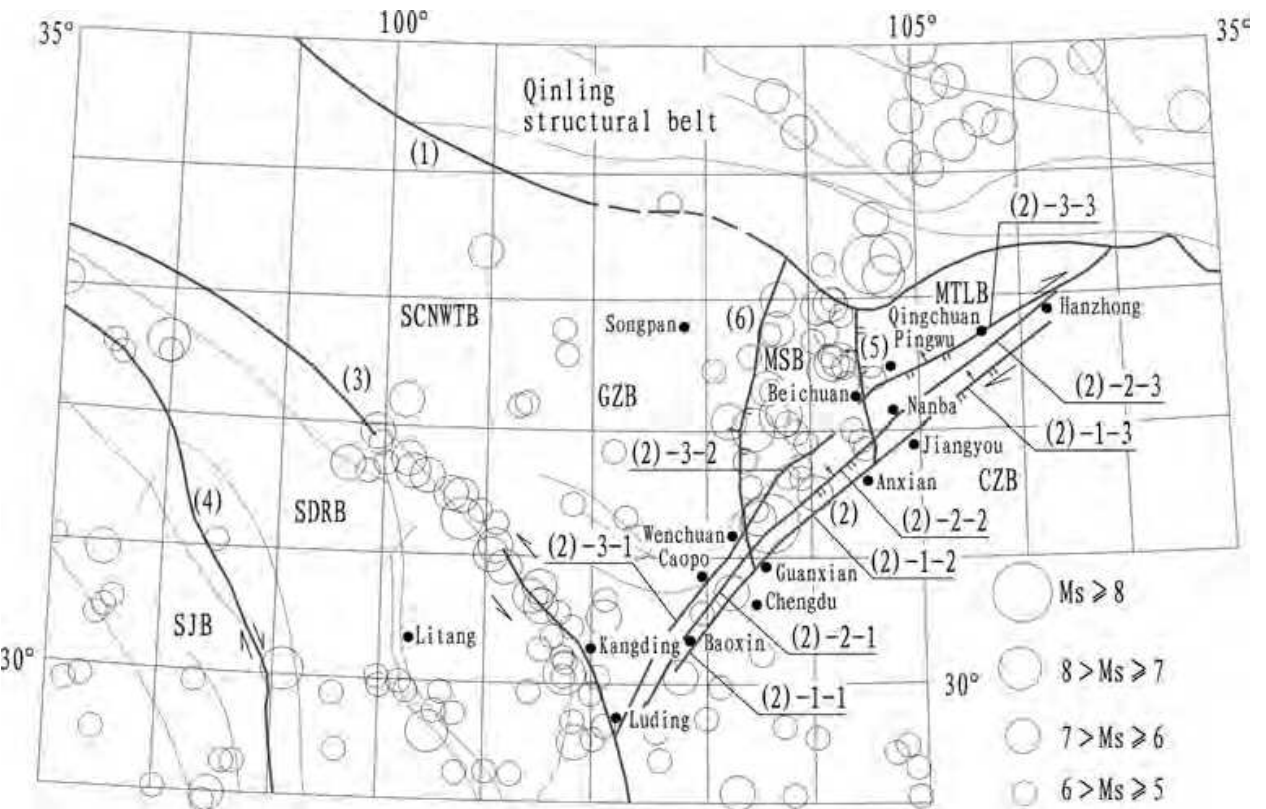 35°
100°
105°
35°
Qinling
structural belt
(1)
(2)-3-3
SCNWTB
Songpan
(6)
MTLB
Qingchuan
Hanzhong
Pingwu
(5)
MSB
(3)
GZB
Beichuan
(2)-2-3
Nanba
(2)-1-3
Jiangyou
(2)-3-2
Anxian
CZB
(4)
SDRB
(2)
(2)-2-2
Wenchuan
(2)-3-1
Caopo
(2)-1-2
Guanxian
Chengdu
Ms≥8
SJB
Litang
Kangding
Baoxin
(2)-2-1
30°
30°
8>Ms≥7
(2)-1-1
Luding
7>Ms≥6
6>Ms≥5